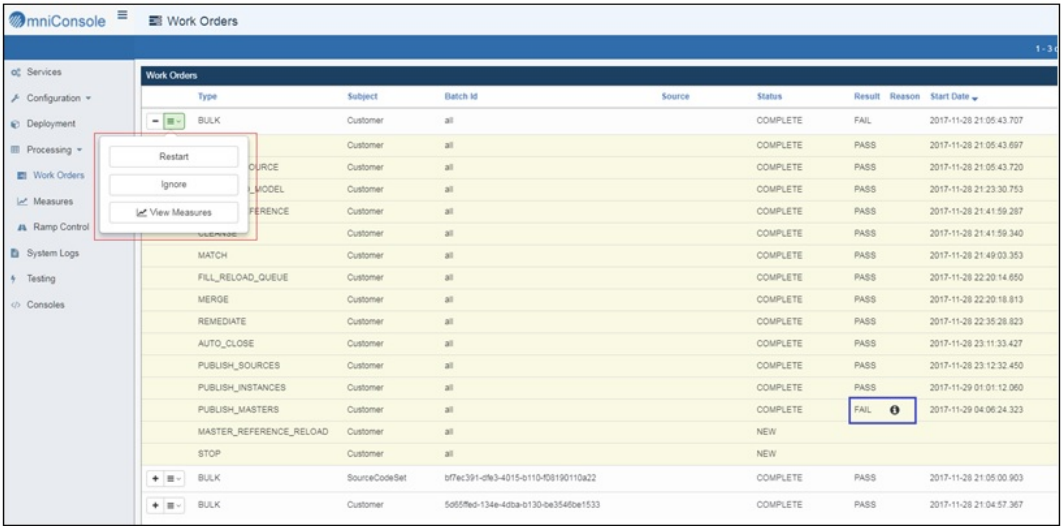 OmniConsole Work Orders
1 - 3
Services
Configuration
Deployment
Processing
Work Orders
Measures
Ramp Control
System Logs
Testing
Consoles
Work Orders
Type Subject Batch Id Source Status Result Reason Start Date
BULK Customer all COMPLETE FAIL 2017-11-28 21:05:43.707
Restart
Ignore
View Measures
Customer all COMPLETE PASS 2017-11-28 21:05:43.697
OURCE Customer all COMPLETE PASS 2017-11-28 21:05:43.720
_MODEL Customer all COMPLETE PASS 2017-11-28 21:23:30.753
FERENCE Customer all COMPLETE PASS 2017-11-28 21:41:59.287
CLEANSE Customer all COMPLETE PASS 2017-11-28 21:41:59.340
MATCH Customer all COMPLETE PASS 2017-11-28 21:49:03.353
FILL_RELOAD_QUEUE Customer all COMPLETE PASS 2017-11-28 22:20:14.650
MERGE Customer all COMPLETE PASS 2017-11-28 22:20:18.813
REMEDIATE Customer all COMPLETE PASS 2017-11-28 22:35:28.823
AUTO_CLOSE Customer all COMPLETE PASS 2017-11-28 23:11:33.427
PUBLISH_SOURCES Customer all COMPLETE PASS 2017-11-28 23:12:32.450
PUBLISH_INSTANCES Customer all COMPLETE PASS 2017-11-29 01:01:12.060
PUBLISH_MASTERS Customer all COMPLETE FAIL 2017-11-29 04:06:24.323
MASTER_REFERENCE_RELOAD Customer all NEW
STOP Customer all NEW
BULK SourceCodeSet bf7ec391-dfe3-4015-b110-f08190110a22 COMPLETE PASS 2017-11-28 21:05:00.903
BULK Customer 5d65ffed-134e-4dba-b130-be3546be1533 COMPLETE PASS 2017-11-28 21:04:57.367